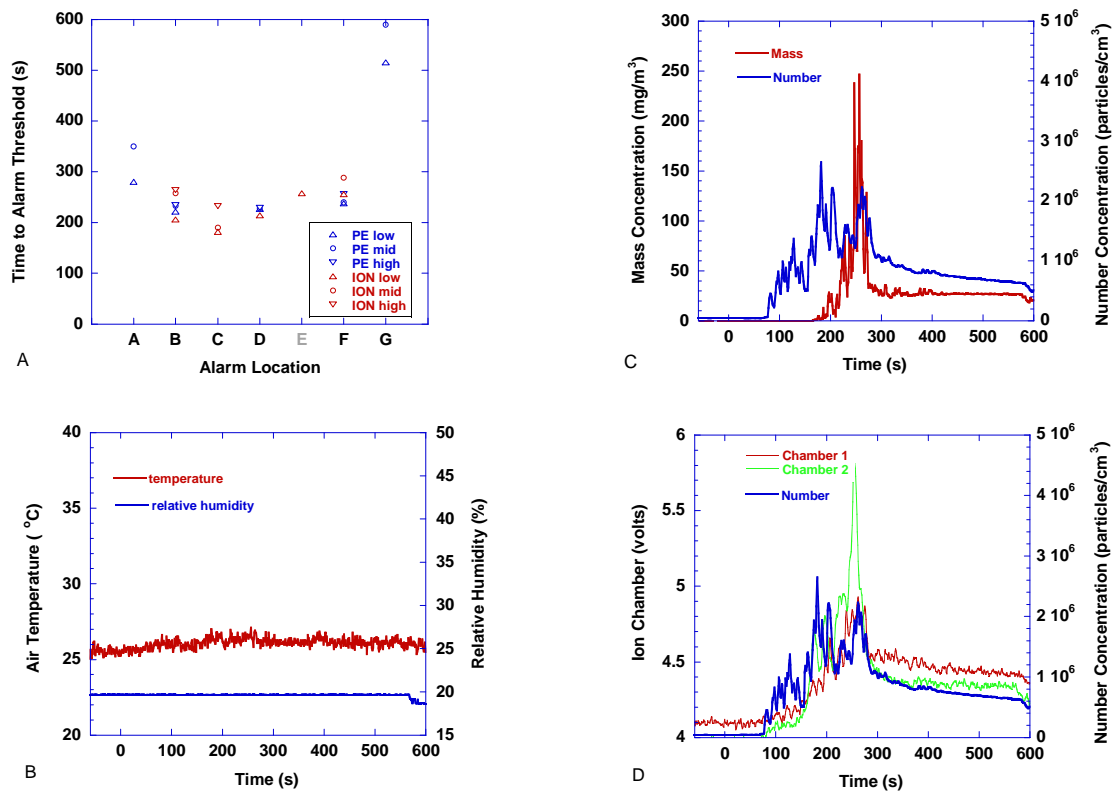 600
500
400
300
200
100
0
Time to Alarm Threshold (s)
A B C D E F G
Alarm Location
PE low
PE mid
PE high
ION low
ION mid
ION high
A
300
250
200
150
100
50
0
Mass Concentration (mg/m3)
5 10^6
4 10^6
3 10^6
2 10^6
1 10^6
0
Number Concentration (particles/cm3)
Mass
Number
0 100 200 300 400 500 600
Time (s)
C
40
35
30
25
20
Air Temperature ( °C)
50
45
40
35
30
25
20
15
Relative Humidity (%)
temperature
relative humidity
0 100 200 300 400 500 600
Time (s)
B
6
5.5
5
4.5
4
Ion Chamber (volts)
5 10^6
4 10^6
3 10^6
2 10^6
1 10^6
0
Number Concentration (particles/cm3)
Chamber 1
Chamber 2
Number
0 100 200 300 400 500 600
Time (s)
D